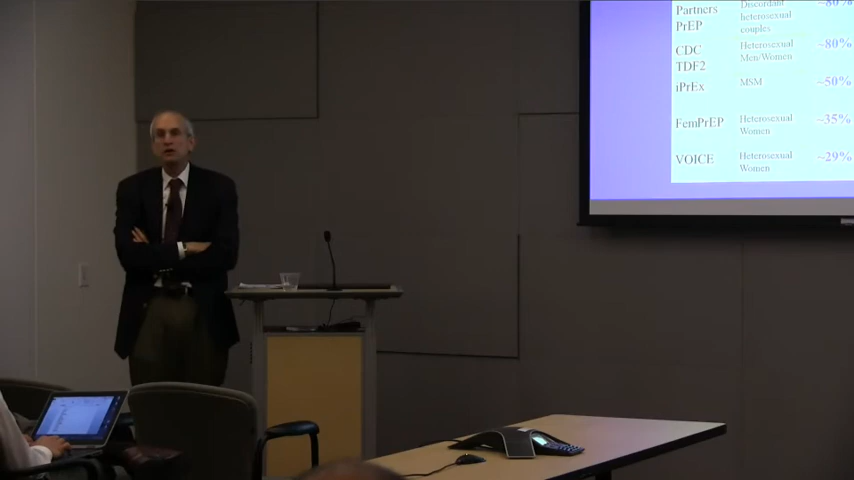 Partners Discordant ~80%
PrEP heterosexual
couples
CDC Heterosexual ~80%
TDF2 Men/Women
iPrEx MSM ~50%
FemPrEP Heterosexual ~35%
Women
VOICE Heterosexual ~29%
Women